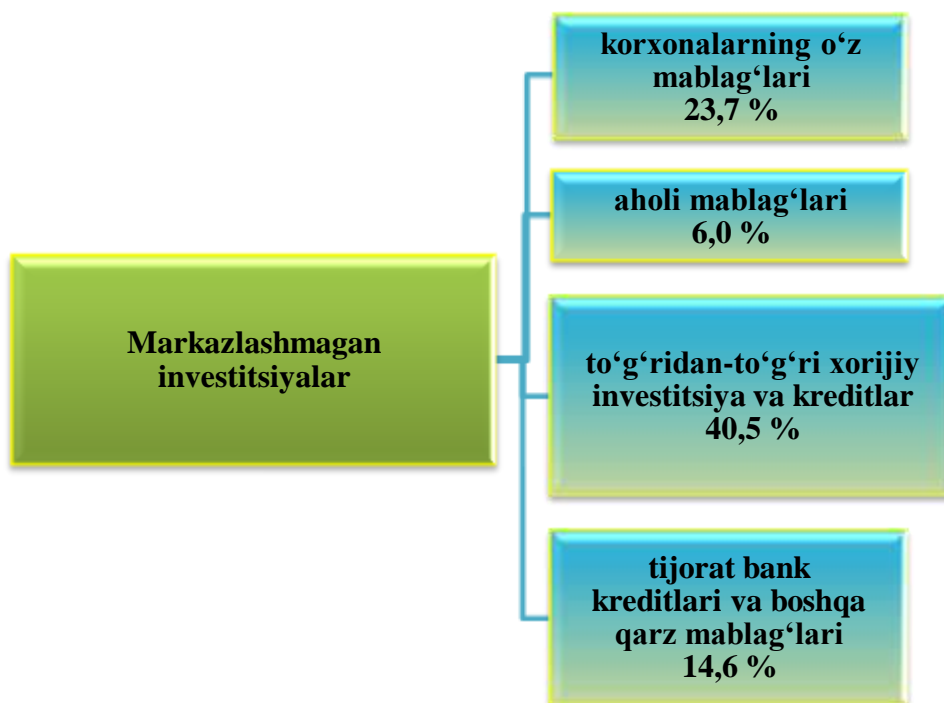 korxonalarning o‘z
mablag‘lari
23,7 %
aholi mablag‘lari
6,0 %
Markazlashmagan
investitsiyalar
to‘g‘ridan-to‘g‘ri xorijiy
investitsiya va kreditlar
40,5 %
tijorat bank
kreditlari va boshqa
qarz mablag‘lari
14,6 %